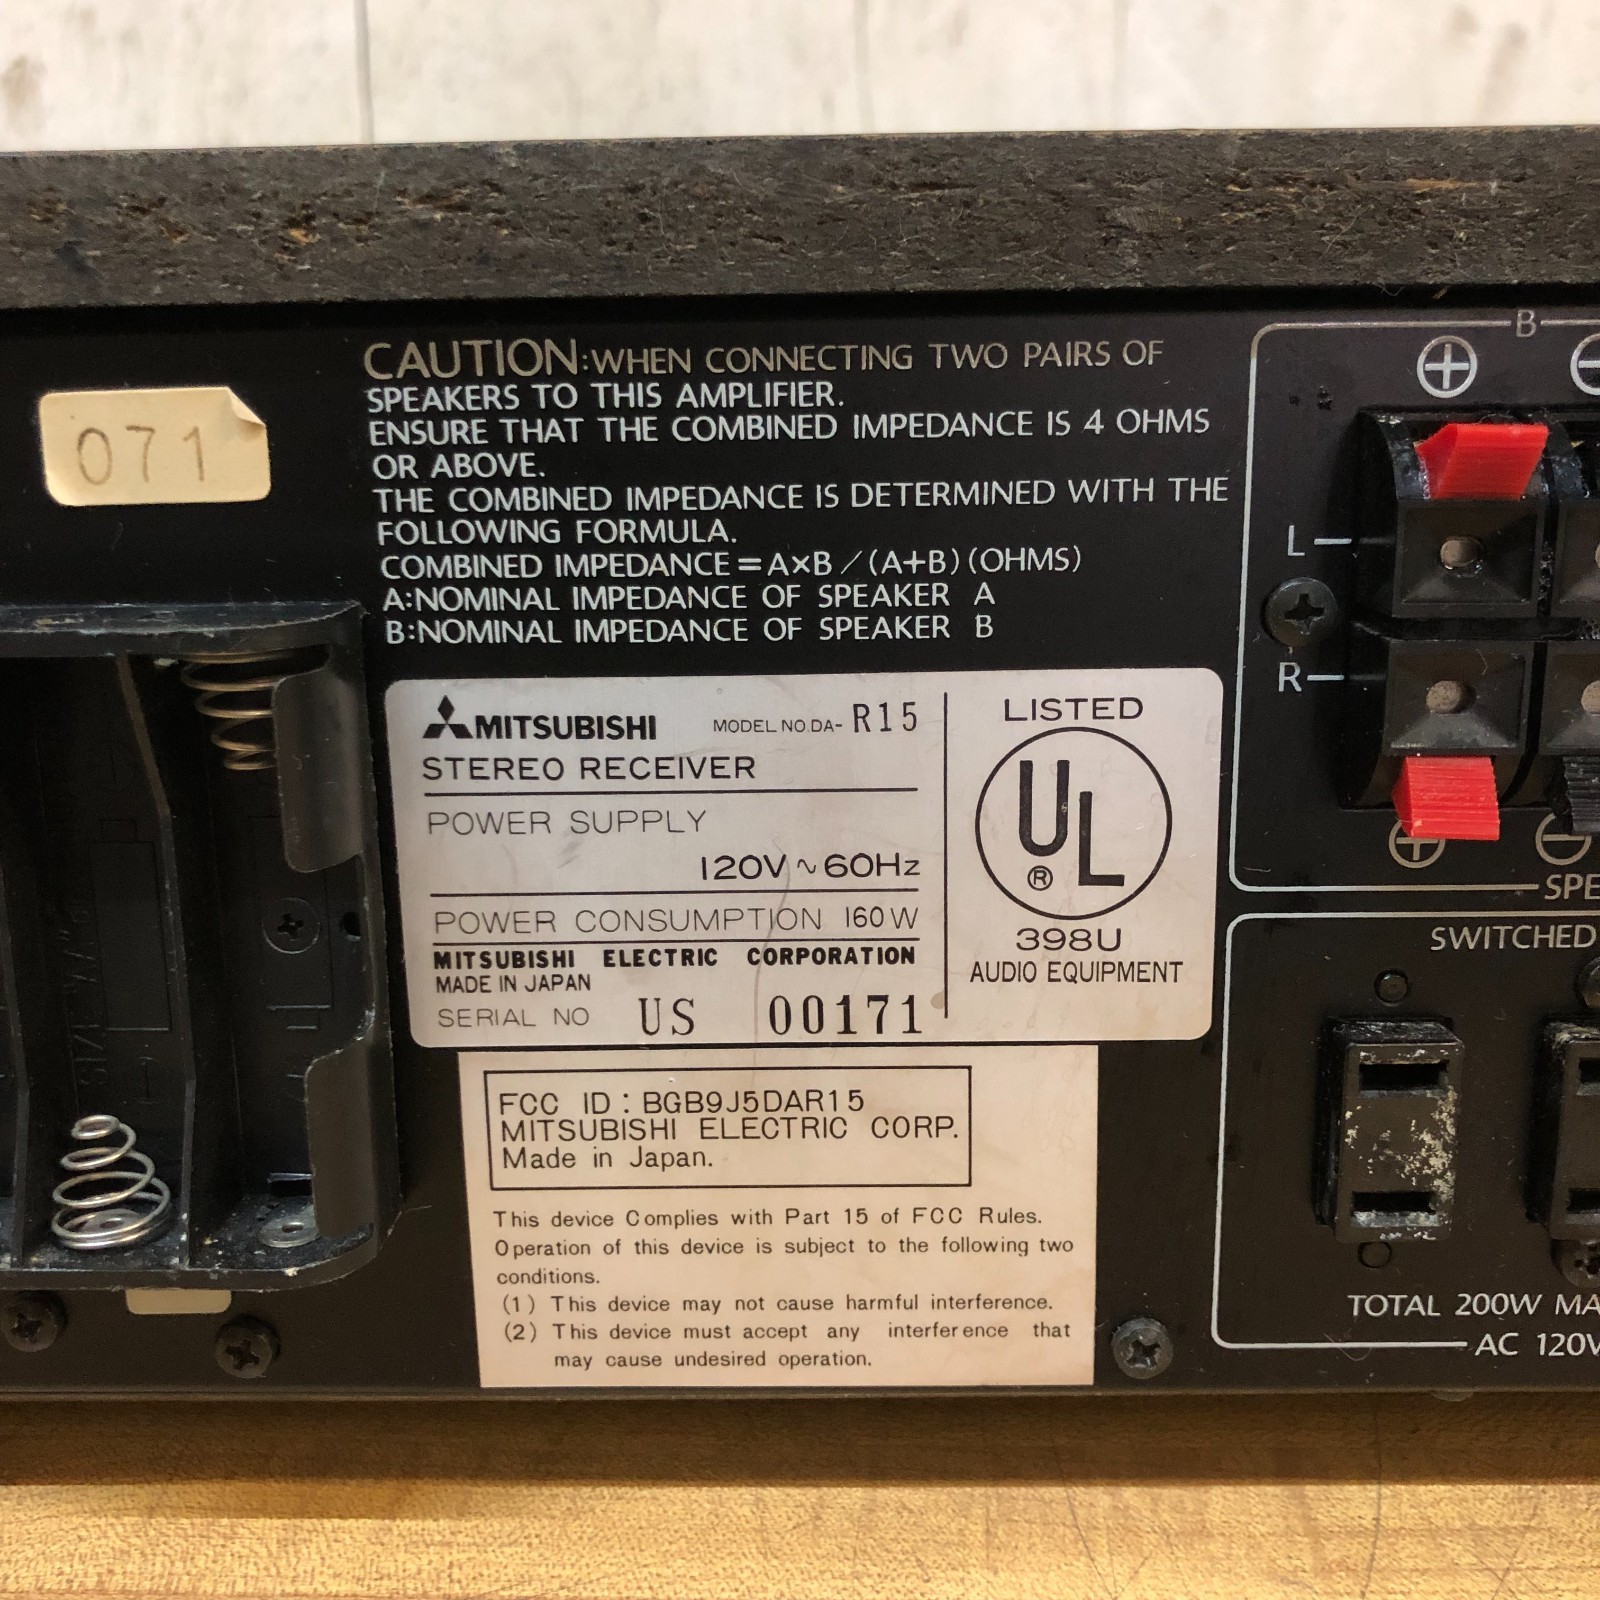 071
CAUTION:WHEN CONNECTING TWO PAIRS OF
SPEAKERS TO THIS AMPLIFIER.
ENSURE THAT THE COMBINED IMPEDANCE IS 4 OHMS
OR ABOVE.
THE COMBINED IMPEDANCE IS DETERMINED WITH THE
FOLLOWING FORMULA.
COMBINED IMPEDANCE=A×B/(A+B)(OHMS)
A:NOMINAL IMPEDANCE OF SPEAKER A
B:NOMINAL IMPEDANCE OF SPEAKER B
MITSUBISHI MODEL NO.DA- R15
STEREO RECEIVER
POWER SUPPLY
120V ~ 60Hz
POWER CONSUMPTION 160W
MITSUBISHI ELECTRIC CORPORATION
MADE IN JAPAN
SERIAL NO US 00171
LISTED
UL
®
398U
AUDIO EQUIPMENT
FCC ID : BGB9J5DAR15
MITSUBISHI ELECTRIC CORP.
Made in Japan.
This device Complies with Part 15 of FCC Rules.
Operation of this device is subject to the following two
conditions.
(1) This device may not cause harmful interference.
(2) This device must accept any interference that
may cause undesired operation.
B
+
L
R
+
−
SPE
SWITCHED
TOTAL 200W MA
AC 120V